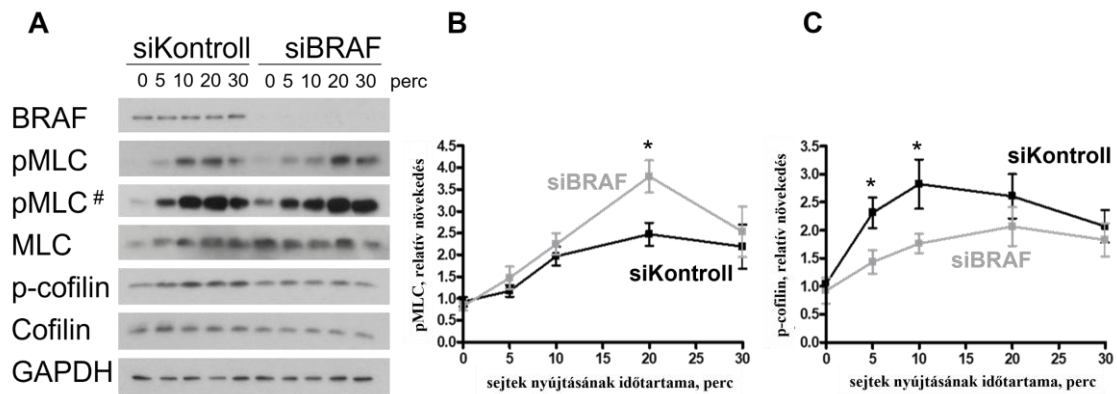 A
siKontroll siBRAF
0 5 10 20 30 0 5 10 20 30 perc
BRAF
pMLC
pMLC #
MLC
p-cofilin
Cofilin
GAPDH
B
pMLC, relatív növekedés
4.5
4.0
3.5
3.0
2.5
2.0
1.5
1.0
0.5
0.0
*
siBRAF
siKontroll
0 5 10 20 30
sejtek nyújtásának időtartama, perc
C
p-cofilin, relatív növekedés
3.5
3.0
2.5
2.0
1.5
1.0
0.5
0.0
* *
siKontroll
siBRAF
0 5 10 20 30
sejtek nyújtásának időtartama, perc